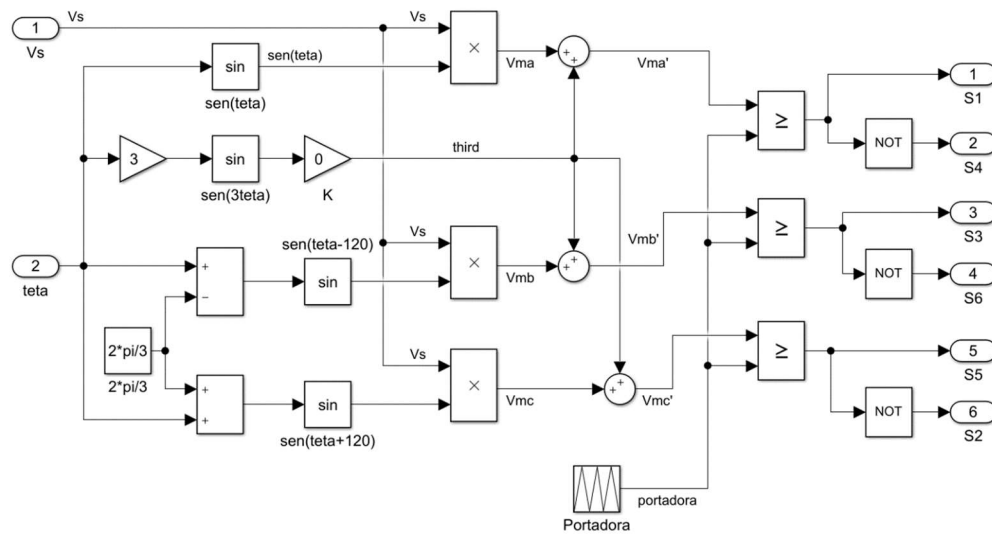 1
Vs
Vs
Vs
×
Vma
+
+
Vma'
sin
sen(teta)
sen(teta)
≥
1
S1
NOT
2
S4
3
sin
sen(3teta)
0
K
third
2
teta
+
−
sen(teta-120)
sin
Vs
×
Vmb
+
+
Vmb'
≥
3
S3
NOT
4
S6
2*pi/3
2*pi/3
+
+
sin
sen(teta+120)
Vs
×
Vmc
+
+
Vmc'
≥
5
S5
NOT
6
S2
portadora
Portadora